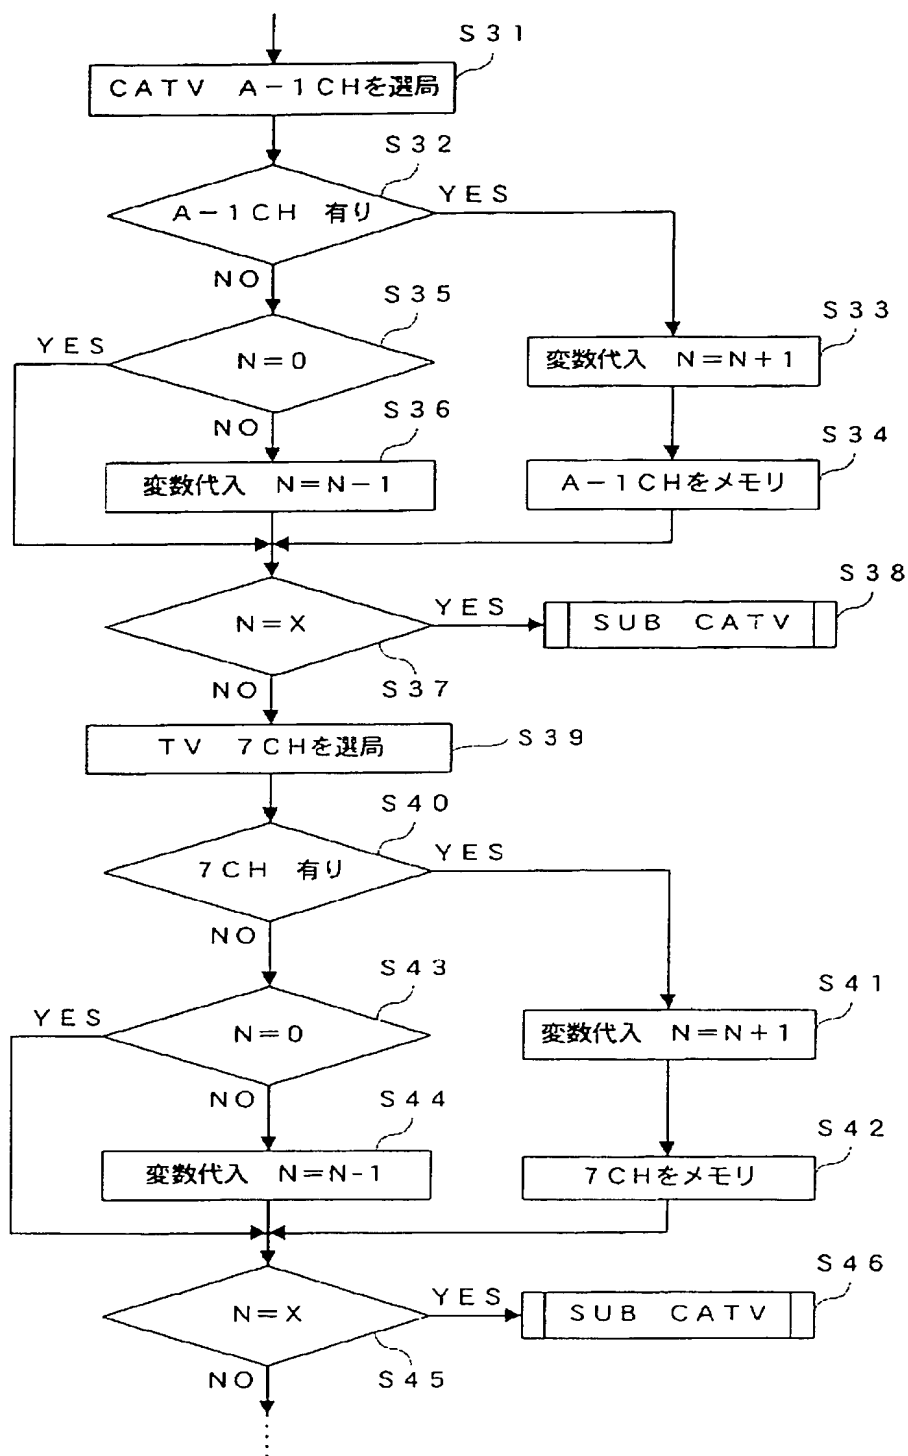 S31
CATV A-1CHを選局
S32
A-1CH 有り
YES
NO
S35
YES
N=0
S33
変数代入 N=N+1
NO
S36
変数代入 N=N-1
S34
A-1CHをメモリ
N=X
YES
S38
SUB CATV
NO
S37
TV 7CHを選局
S39
S40
7CH 有り
YES
NO
S43
YES
N=0
S41
変数代入 N=N+1
NO
S44
変数代入 N=N-1
S42
7CHをメモリ
N=X
YES
S46
SUB CATV
NO
S45